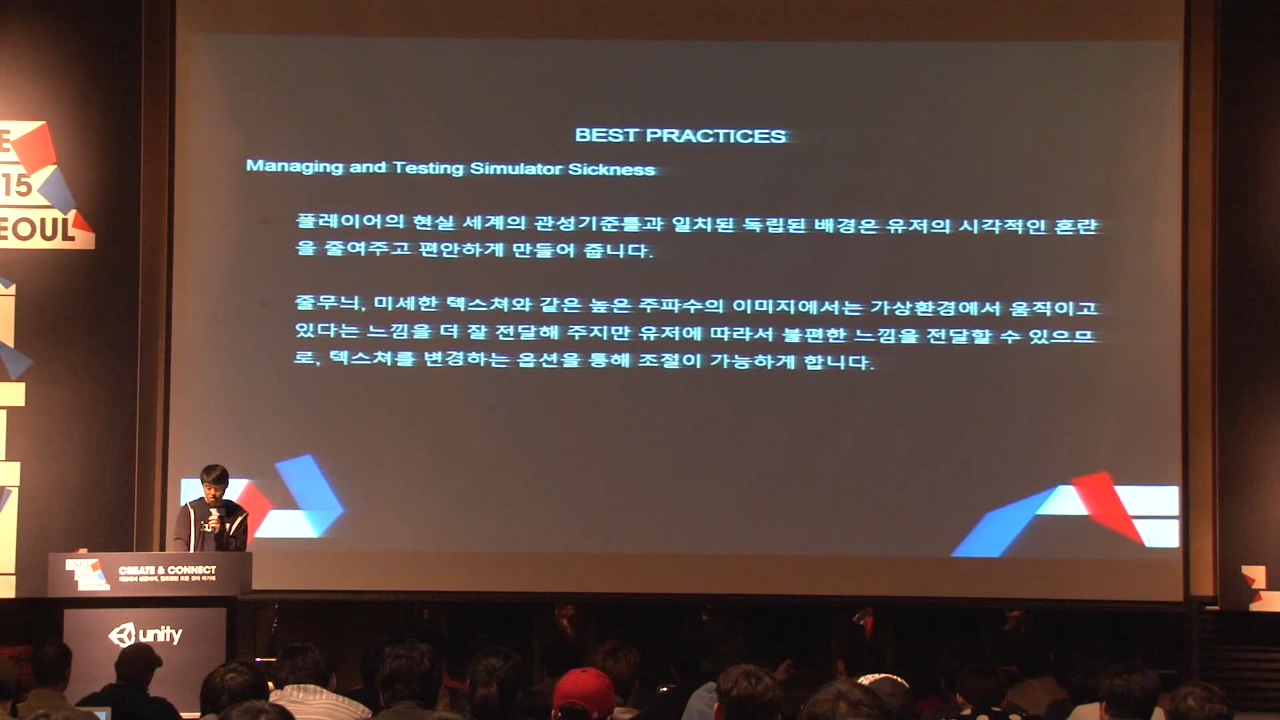 BEST PRACTICES
Managing and Testing Simulator Sickness
플레이어의 현실 세계의 관성기준틀과 일치된 독립된 배경은 유저의 시각적인 혼란
을 줄여주고 편안하게 만들어 줍니다.
줄무늬, 미세한 텍스쳐와 같은 높은 주파수의 이미지에서는 가상환경에서 움직이고
있다는 느낌을 더 잘 전달해 주지만 유저에 따라서 불편한 느낌을 전달할 수 있으므
로, 텍스쳐를 변경하는 옵션을 통해 조절이 가능하게 합니다.
E
15
EOUL
CREATE & CONNECT
unity